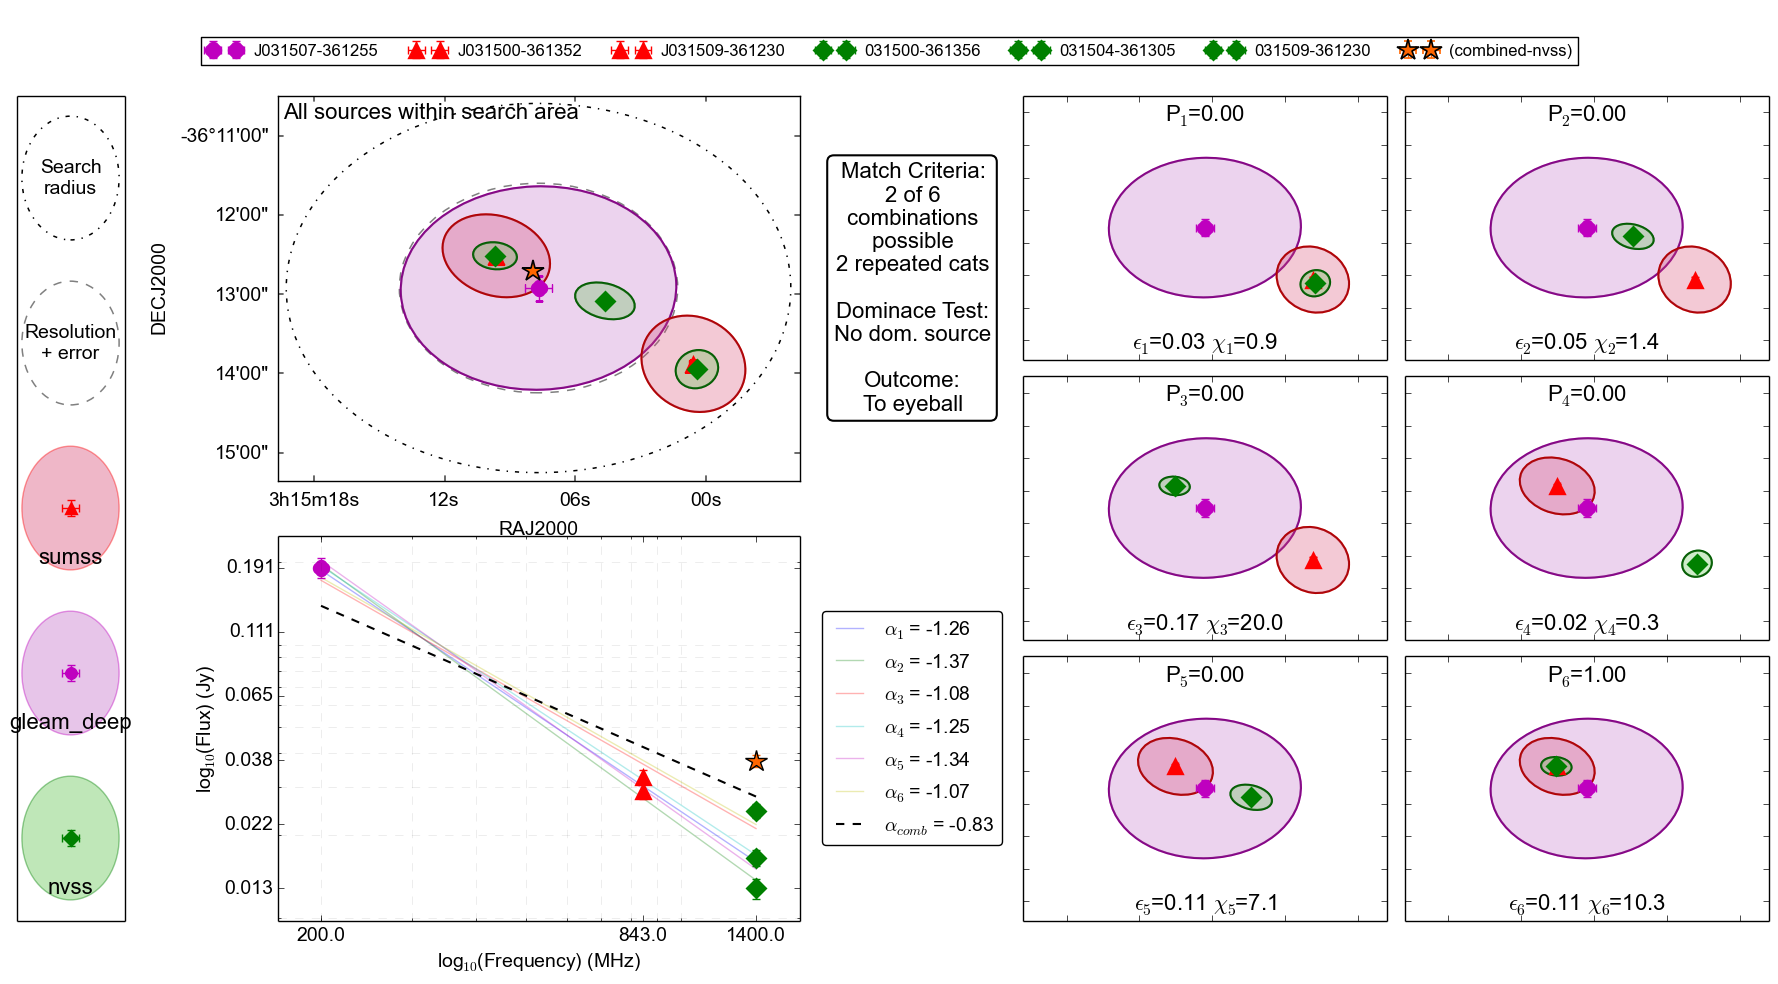 J031507-361255 J031500-361352 J031509-361230 031500-361356 031504-361305 031509-361230 (combined-nvss)
Search
radius
Resolution
+ error
sumss
gleam_deep
nvss
All sources within search area
-36°11'00"
12'00"
13'00"
14'00"
15'00"
DECJ2000
3h15m18s 12s 06s 00s
RAJ2000
Match Criteria:
2 of 6
combinations
possible
2 repeated cats
Dominace Test:
No dom. source
Outcome:
To eyeball
0.191
0.111
0.065
0.038
0.022
0.013
log10(Flux) (Jy)
200.0 843.0 1400.0
log10(Frequency) (MHz)
α1 = -1.26
α2 = -1.37
α3 = -1.08
α4 = -1.25
α5 = -1.34
α6 = -1.07
αcomb = -0.83
P1=0.00
ϵ1=0.03 χ1=0.9
P2=0.00
ϵ2=0.05 χ2=1.4
P3=0.00
ϵ3=0.17 χ3=20.0
P4=0.00
ϵ4=0.02 χ4=0.3
P5=0.00
ϵ5=0.11 χ5=7.1
P6=1.00
ϵ6=0.11 χ6=10.3